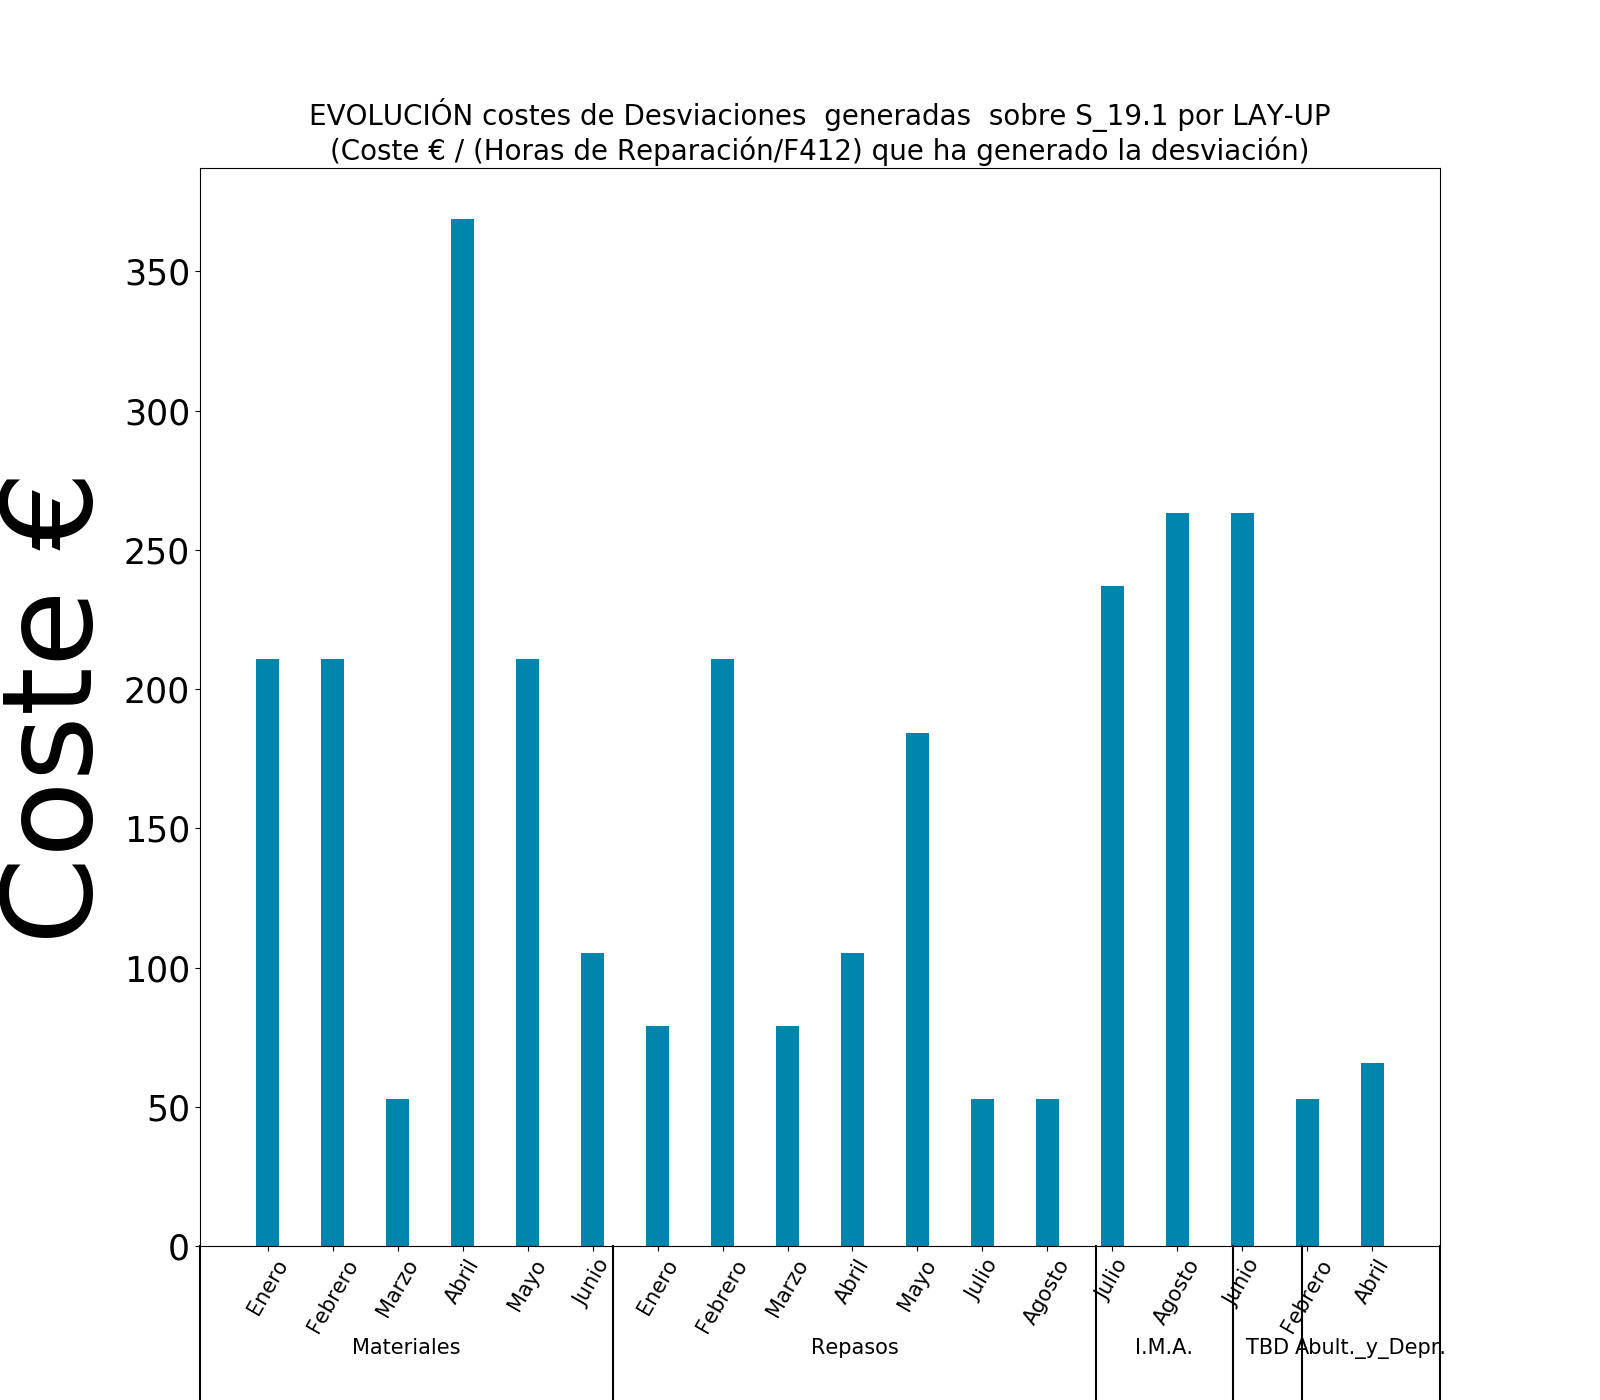 EVOLUCIÓN costes de Desviaciones  generadas  sobre S_19.1 por LAY-UP
(Coste € / (Horas de Reparación/F412) que ha generado la desviación)
Coste €
350
300
250
200
150
100
50
0
Enero Febrero Marzo Abril Mayo Junio Enero Febrero Marzo Abril Mayo Julio Agosto Julio Agosto Junio Febrero Abril
Materiales Repasos I.M.A. TBD Abult._y_Depr.